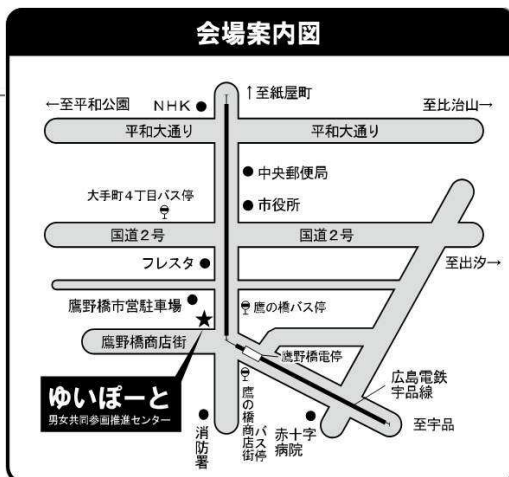 会場案内図
←至平和公園
NHK
↑至紙屋町
至比治山→
平和大通り
平和大通り
中央郵便局
大手町4丁目バス停
市役所
国道2号
国道2号
フレスタ
至出汐→
鷹野橋市営駐車場
鷹の橋バス停
鷹野橋商店街
鷹野橋電停
ゆいぽーと
男女共同参画推進センター
広島電鉄
宇品線
至宇品
消防署
鷹の橋
商店街
バス停
赤十字
病院